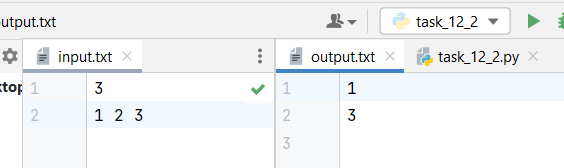 output.txt
task_12_2
input.txt
output.txt
task_12_2.py
1 3
2 1 2 3
1 1
2 3
3